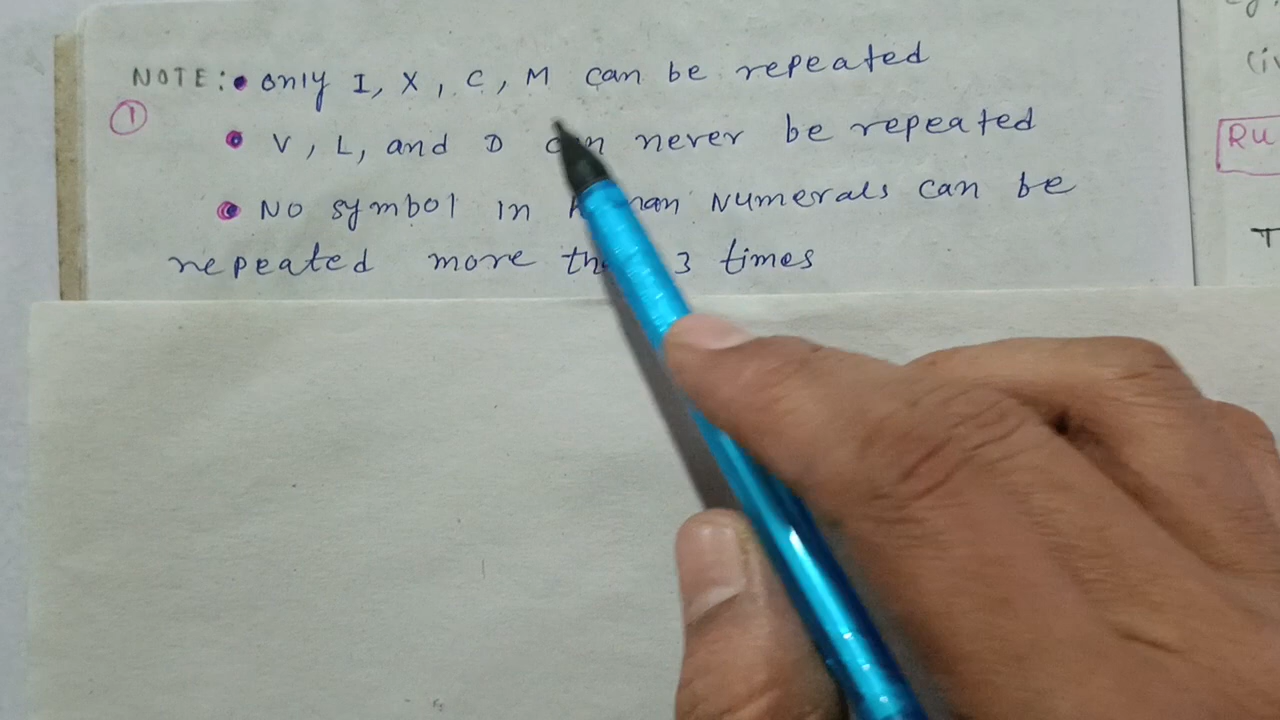 NOTE: • only I, X, C, M can be repeated
①
• V, L, and D can never be repeated
• No symbol in Numerals can be
repeated more 3 times
RU
T